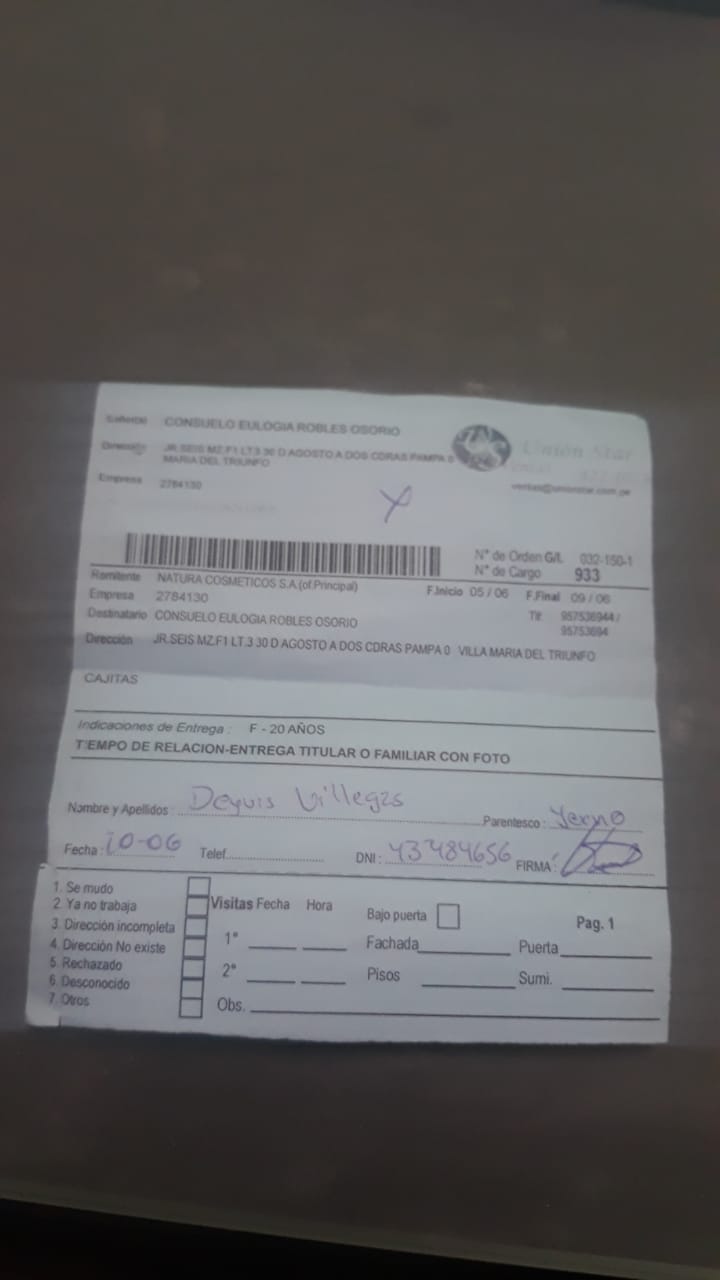 Señor(a) CONSUELO EULOGIA ROBLES OSORIO
Dirección JR.SEIS MZ.F1 LT.3 30 D AGOSTO A DOS CDRAS PAMPA 0
MARIA DEL TRIUNFO
Unión Star
Empresa 2784130
ventas@unionstar.com.pe
N° de Orden G/L 032-150-1
N° de Cargo 933
Remitente NATURA COSMETICOS S.A.(of.Principal)
F.Inicio 05 / 06 F.Final 09 / 06
Empresa 2784130
Destinatario CONSUELO EULOGIA ROBLES OSORIO
Tlf. 957536944 /
95753694
Dirección JR.SEIS MZ.F1 LT.3 30 D AGOSTO A DOS CDRAS PAMPA 0 VILLA MARIA DEL TRIUNFO
CAJITAS
Indicaciones de Entrega : F - 20 AÑOS
TIEMPO DE RELACION-ENTREGA TITULAR O FAMILIAR CON FOTO
Nombre y Apellidos : Deyuis Villegas Parentesco : Yerno
Fecha : 10-06 Telef. DNI : 43484656 FIRMA :
1. Se mudo
2. Ya no trabaja
3. Dirección incompleta
4. Dirección No existe
5. Rechazado
6. Desconocido
7. Otros
Visitas Fecha Hora
1°
2°
Obs.
Bajo puerta
Pag. 1
Fachada Puerta
Pisos Sumi.